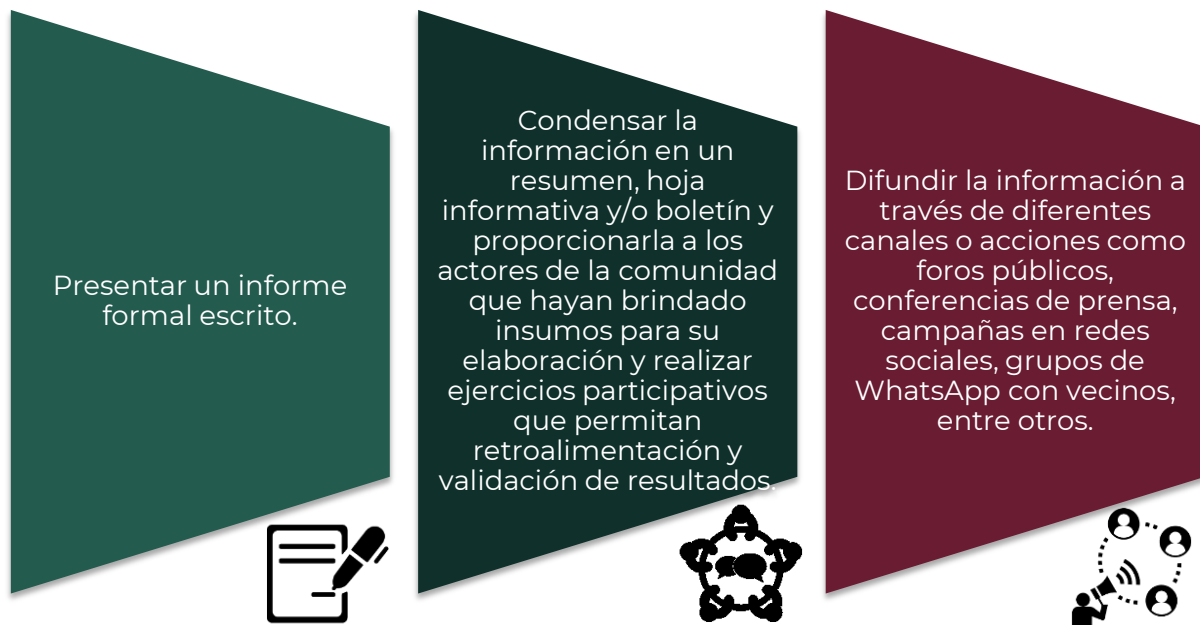 Presentar un informe
formal escrito.
Condensar la
información en un
resumen, hoja
informativa y/o boletín y
proporcionarla a los
actores de la comunidad
que hayan brindado
insumos para su
elaboración y realizar
ejercicios participativos
que permitan
retroalimentación y
validación de resultados.
Difundir la información a
través de diferentes
canales o acciones como
foros públicos,
conferencias de prensa,
campañas en redes
sociales, grupos de
WhatsApp con vecinos,
entre otros.